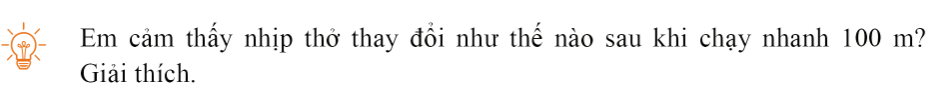 Em cảm thấy nhịp thở thay đổi như thế nào sau khi chạy nhanh 100 m?
Giải thích.